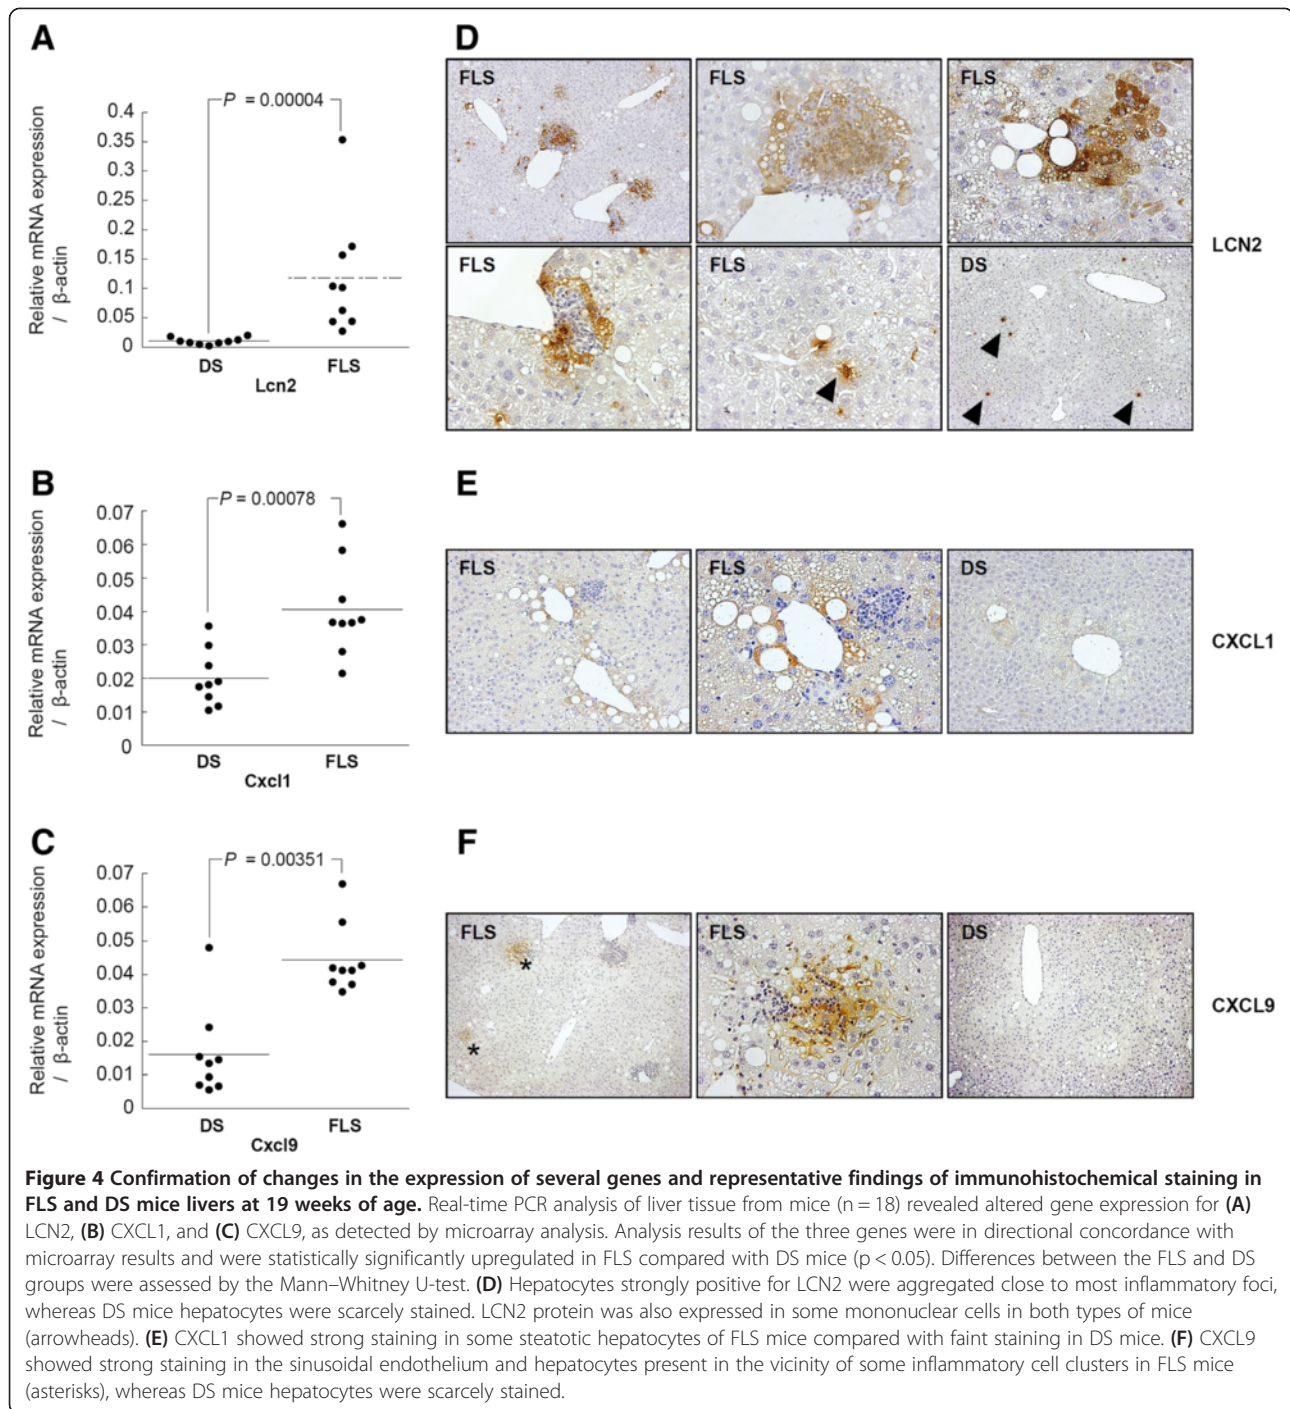 A
P = 0.00004
Relative mRNA expression
/ β-actin
0.4
0.35
0.3
0.25
0.2
0.15
0.1
0.05
0
DS
FLS
Lcn2
D
FLS
FLS
FLS
FLS
FLS
DS
LCN2
B
P = 0.00078
Relative mRNA expression
/ β-actin
0.07
0.06
0.05
0.04
0.03
0.02
0.01
0
DS
FLS
Cxcl1
E
FLS
FLS
DS
CXCL1
C
P = 0.00351
Relative mRNA expression
/ β-actin
0.07
0.06
0.05
0.04
0.03
0.02
0.01
0
DS
FLS
Cxcl9
F
FLS
*
*
FLS
DS
CXCL9
Figure 4 Confirmation of changes in the expression of several genes and representative findings of immunohistochemical staining in
FLS and DS mice livers at 19 weeks of age. Real-time PCR analysis of liver tissue from mice (n = 18) revealed altered gene expression for (A)
LCN2, (B) CXCL1, and (C) CXCL9, as detected by microarray analysis. Analysis results of the three genes were in directional concordance with
microarray results and were statistically significantly upregulated in FLS compared with DS mice (p < 0.05). Differences between the FLS and DS
groups were assessed by the Mann–Whitney U-test. (D) Hepatocytes strongly positive for LCN2 were aggregated close to most inflammatory foci,
whereas DS mice hepatocytes were scarcely stained. LCN2 protein was also expressed in some mononuclear cells in both types of mice
(arrowheads). (E) CXCL1 showed strong staining in some steatotic hepatocytes of FLS mice compared with faint staining in DS mice. (F) CXCL9
showed strong staining in the sinusoidal endothelium and hepatocytes present in the vicinity of some inflammatory cell clusters in FLS mice
(asterisks), whereas DS mice hepatocytes were scarcely stained.